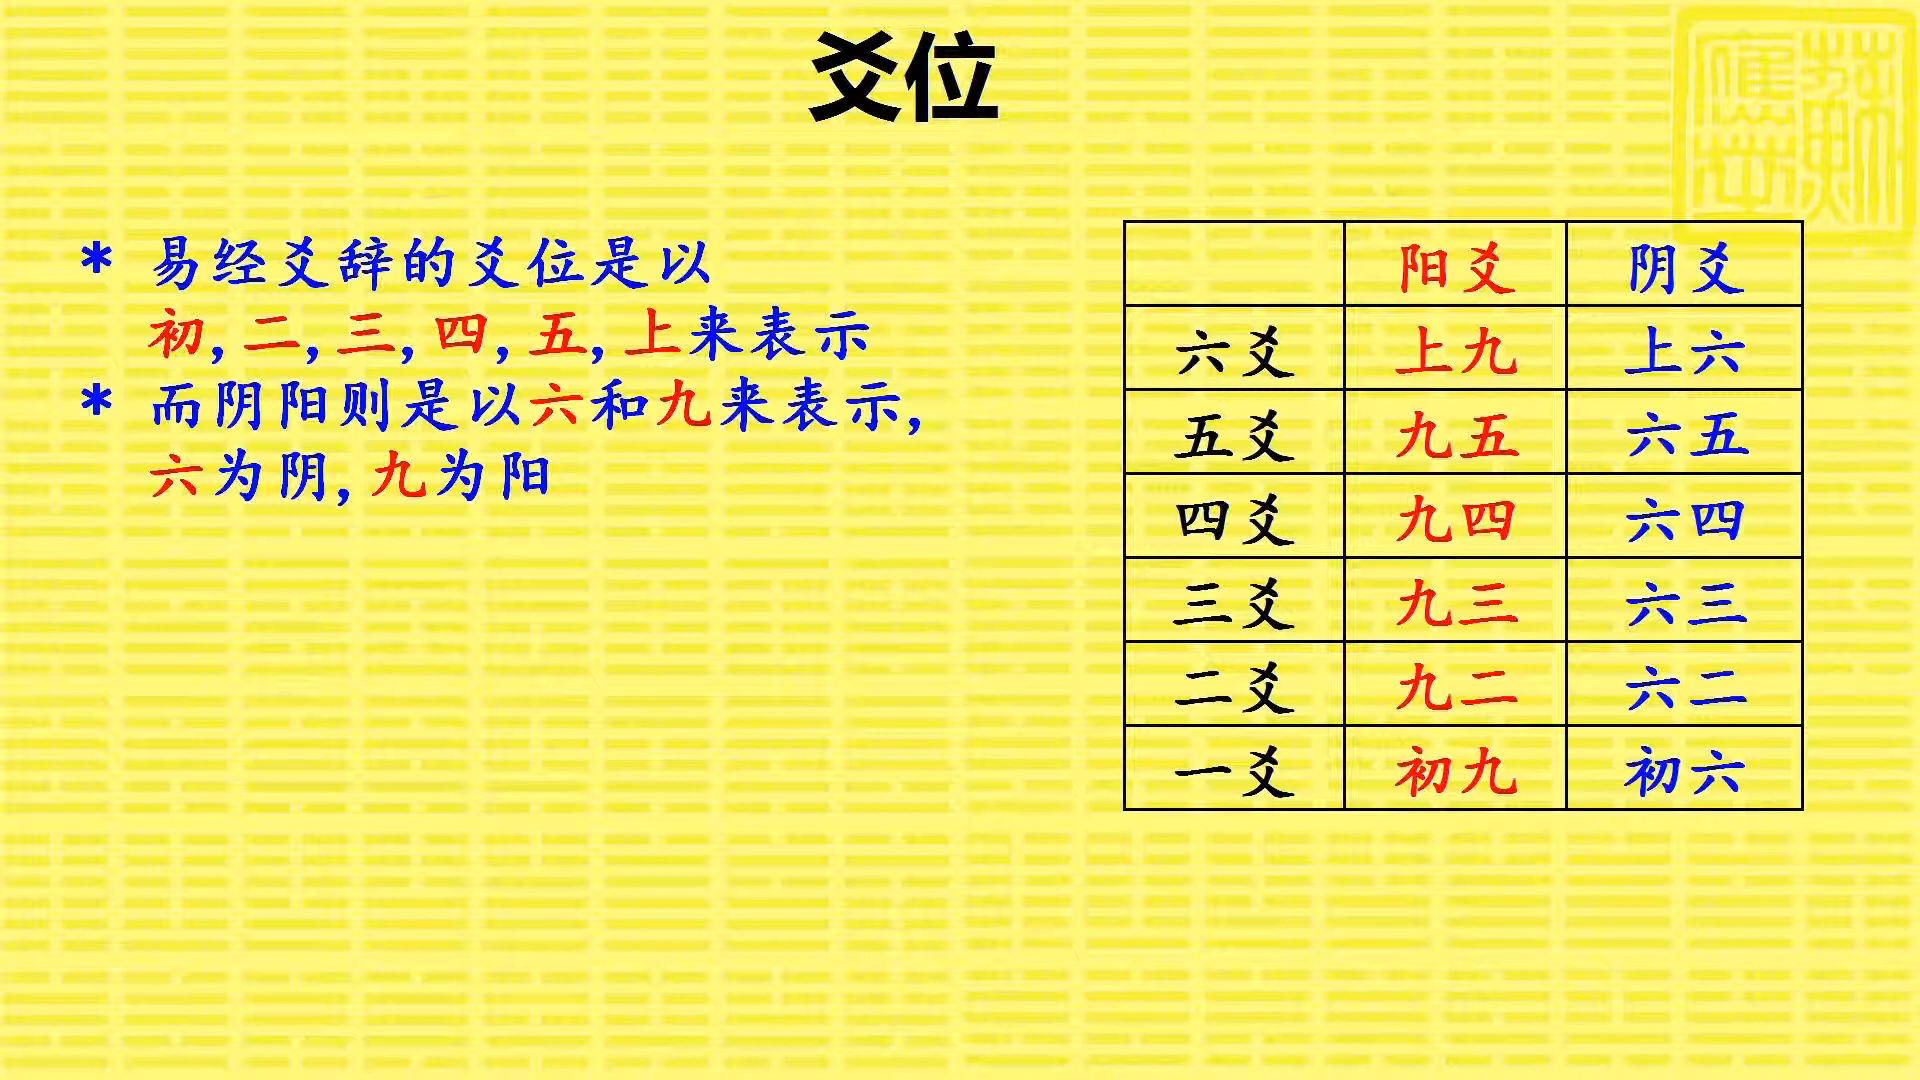 爻位
* 易经爻辞的爻位是以
初,二,三,四,五,上来表示
* 而阴阳则是以六和九来表示,
六为阴,九为阳
阳爻 阴爻
六爻 上九 上六
五爻 九五 六五
四爻 九四 六四
三爻 九三 六三
二爻 九二 六二
一爻 初九 初六